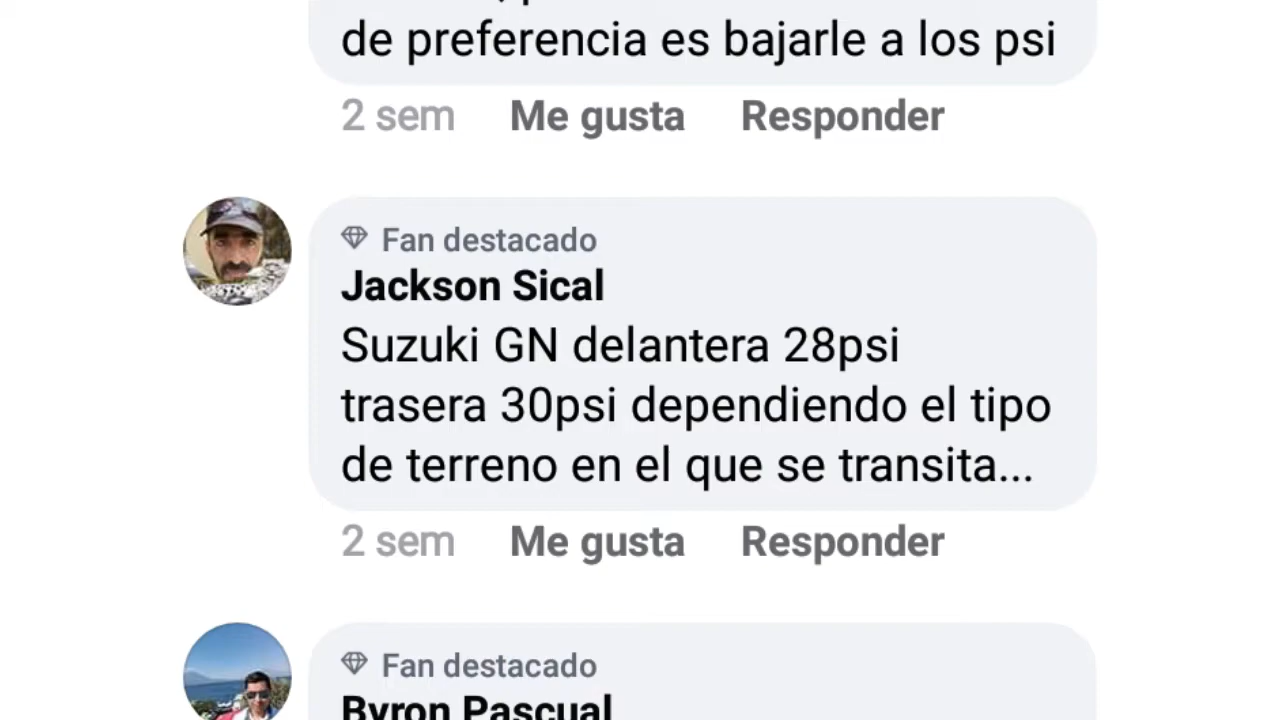 de preferencia es bajarle a los psi
2 sem Me gusta Responder
Fan destacado
Jackson Sical
Suzuki GN delantera 28psi
trasera 30psi dependiendo el tipo
de terreno en el que se transita...
2 sem Me gusta Responder
Fan destacado
Byron Pascual